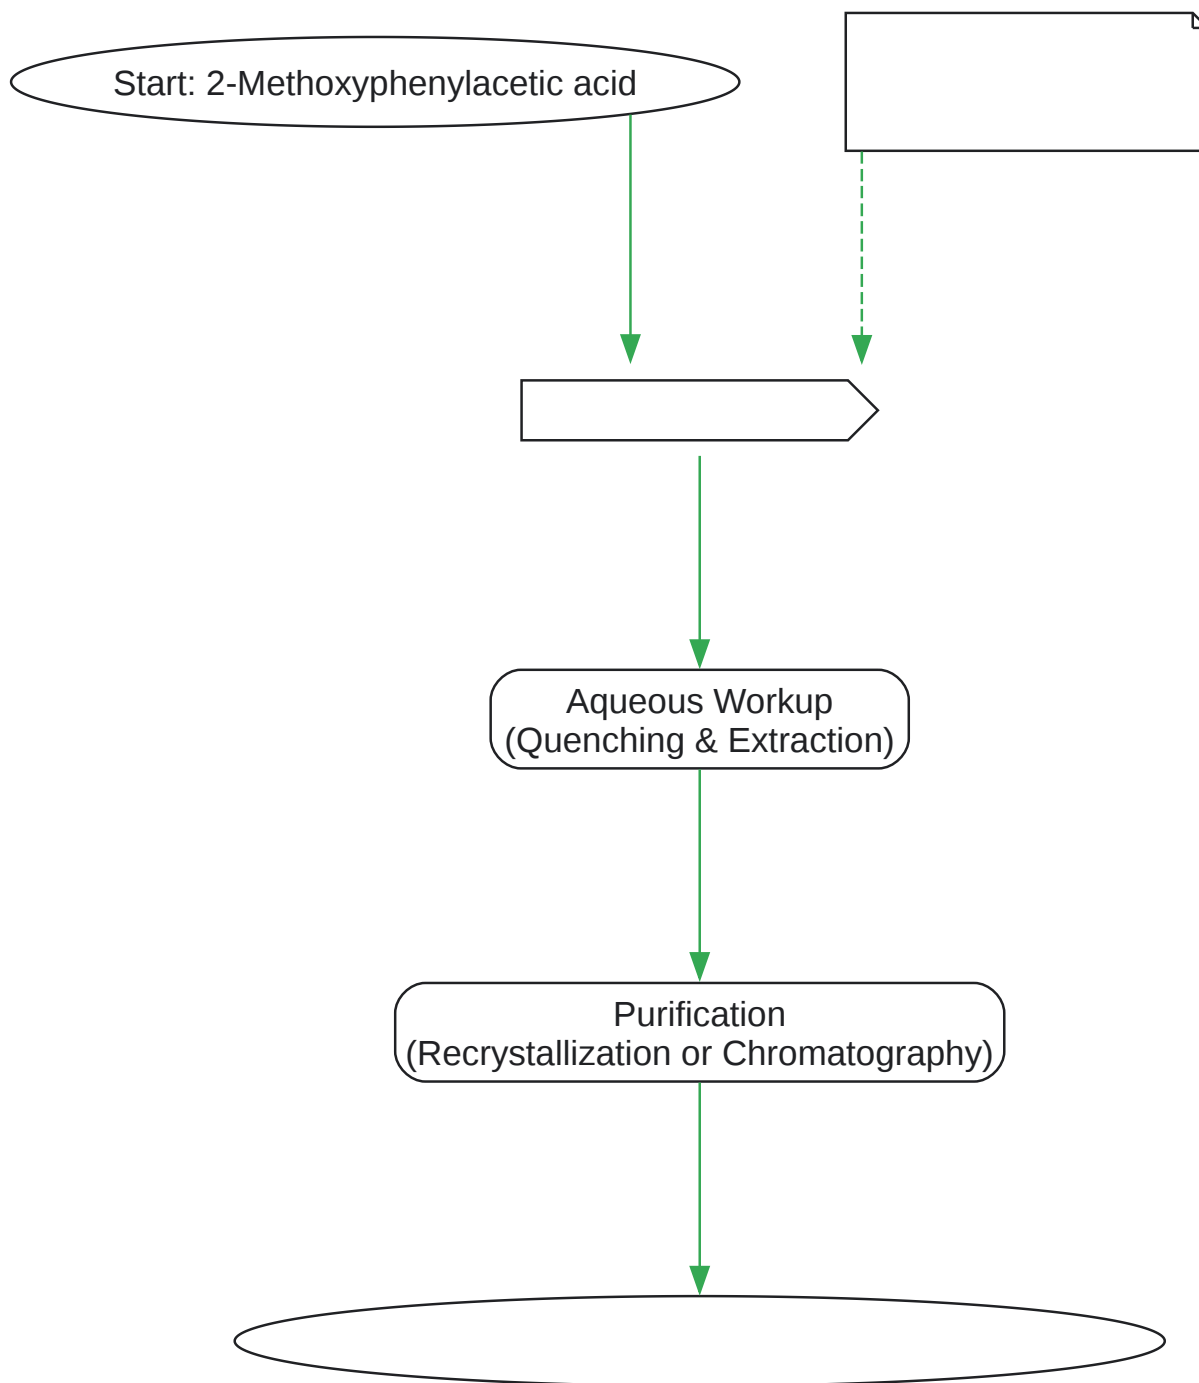 Start: 2-Methoxyphenylacetic acid
Aqueous Workup
(Quenching & Extraction)
Purification
(Recrystallization or Chromatography)